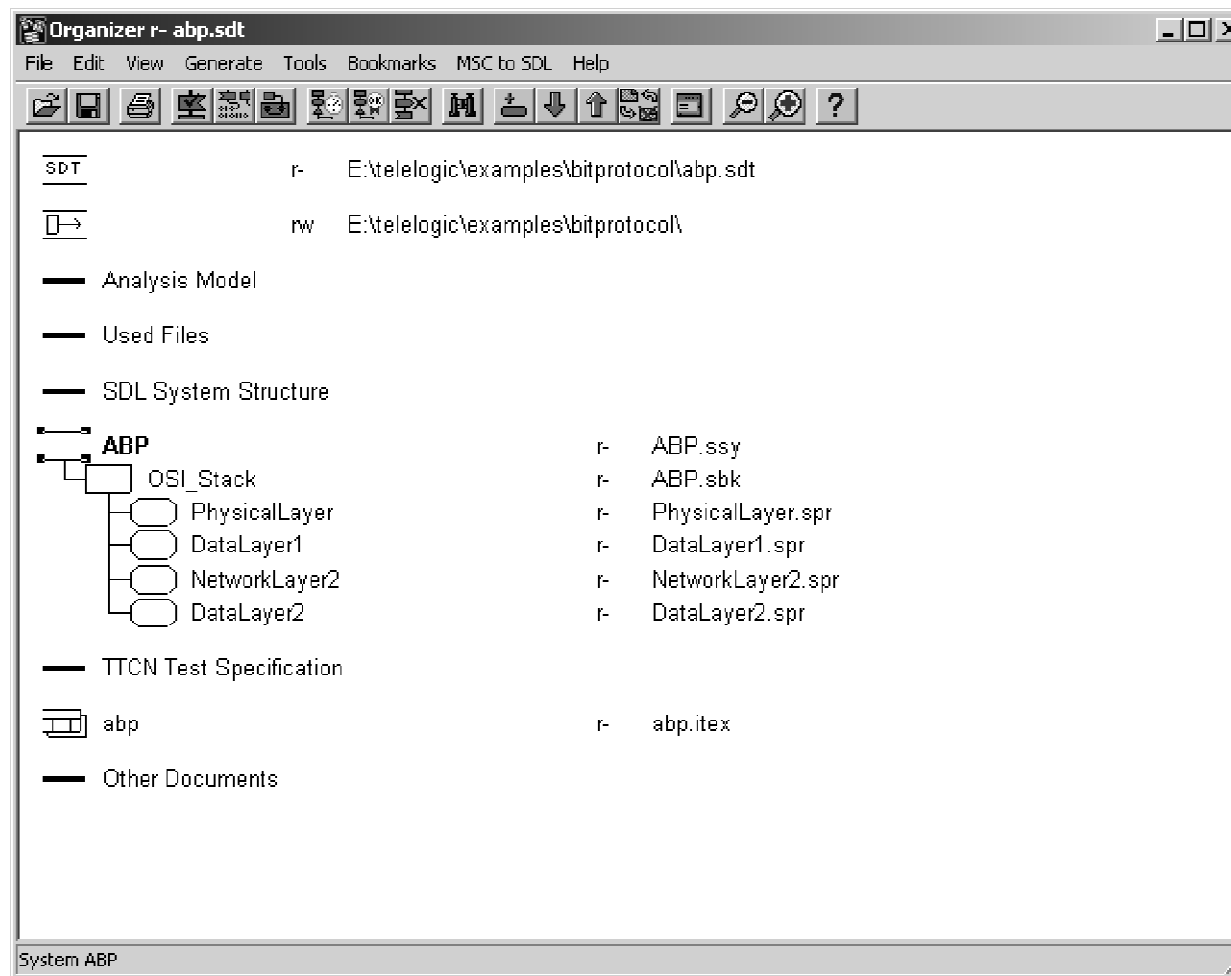 Organizer r- abp.sdt
File Edit View Generate Tools Bookmarks MSC to SDL Help
SDT r- E:\telelogic\examples\bitprotocol\abp.sdt
rw E:\telelogic\examples\bitprotocol\
Analysis Model
Used Files
SDL System Structure
ABP r- ABP.ssy
OSI_Stack r- ABP.sbk
PhysicalLayer r- PhysicalLayer.spr
DataLayer1 r- DataLayer1.spr
NetworkLayer2 r- NetworkLayer2.spr
DataLayer2 r- DataLayer2.spr
TTCN Test Specification
abp r- abp.itex
Other Documents
System ABP